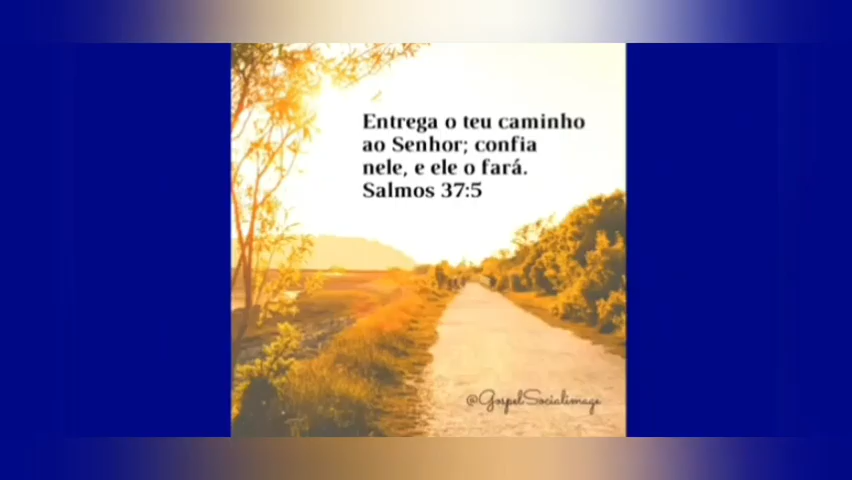 Entrega o teu caminho
ao Senhor; confia
nele, e ele o fará.
Salmos 37:5
@GospelSocialimage